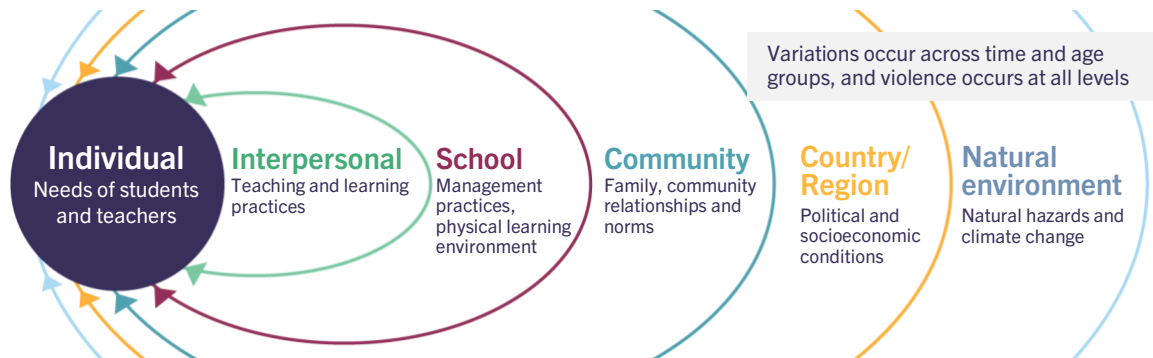 Variations occur across time and age
groups, and violence occurs at all levels
Individual
Needs of students
and teachers
Interpersonal
Teaching and learning
practices
School
Management
practices,
physical learning
environment
Community
Family, community
relationships and
norms
Country/
Region
Political and
socioeconomic
conditions
Natural
environment
Natural hazards and
climate change